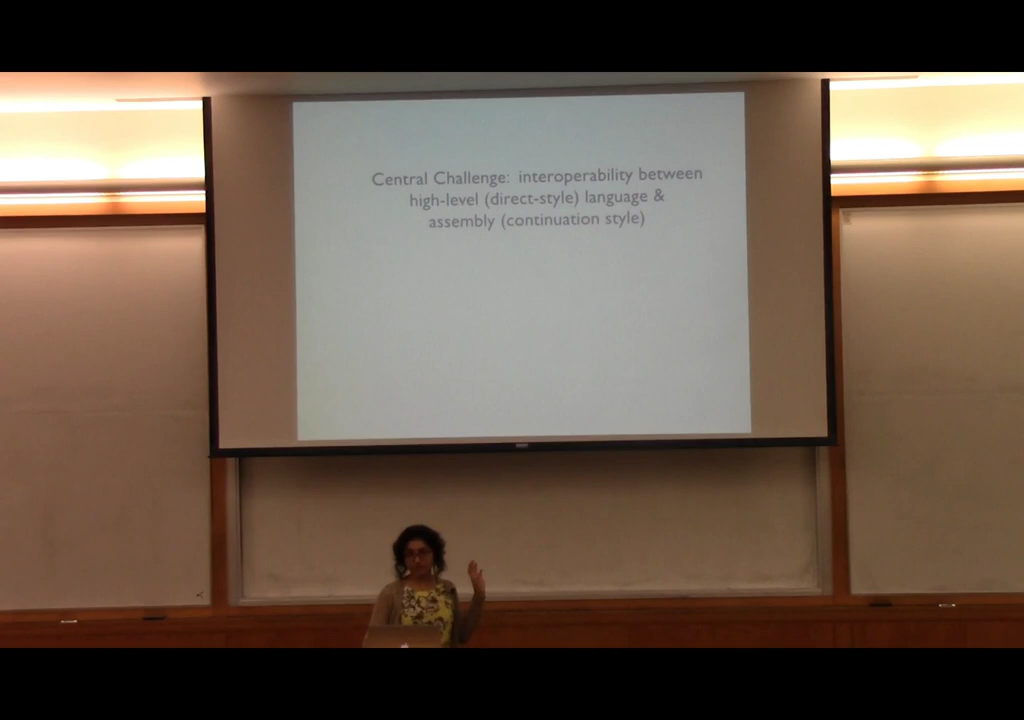 Central Challenge: interoperability between
high-level (direct-style) language &
assembly (continuation style)